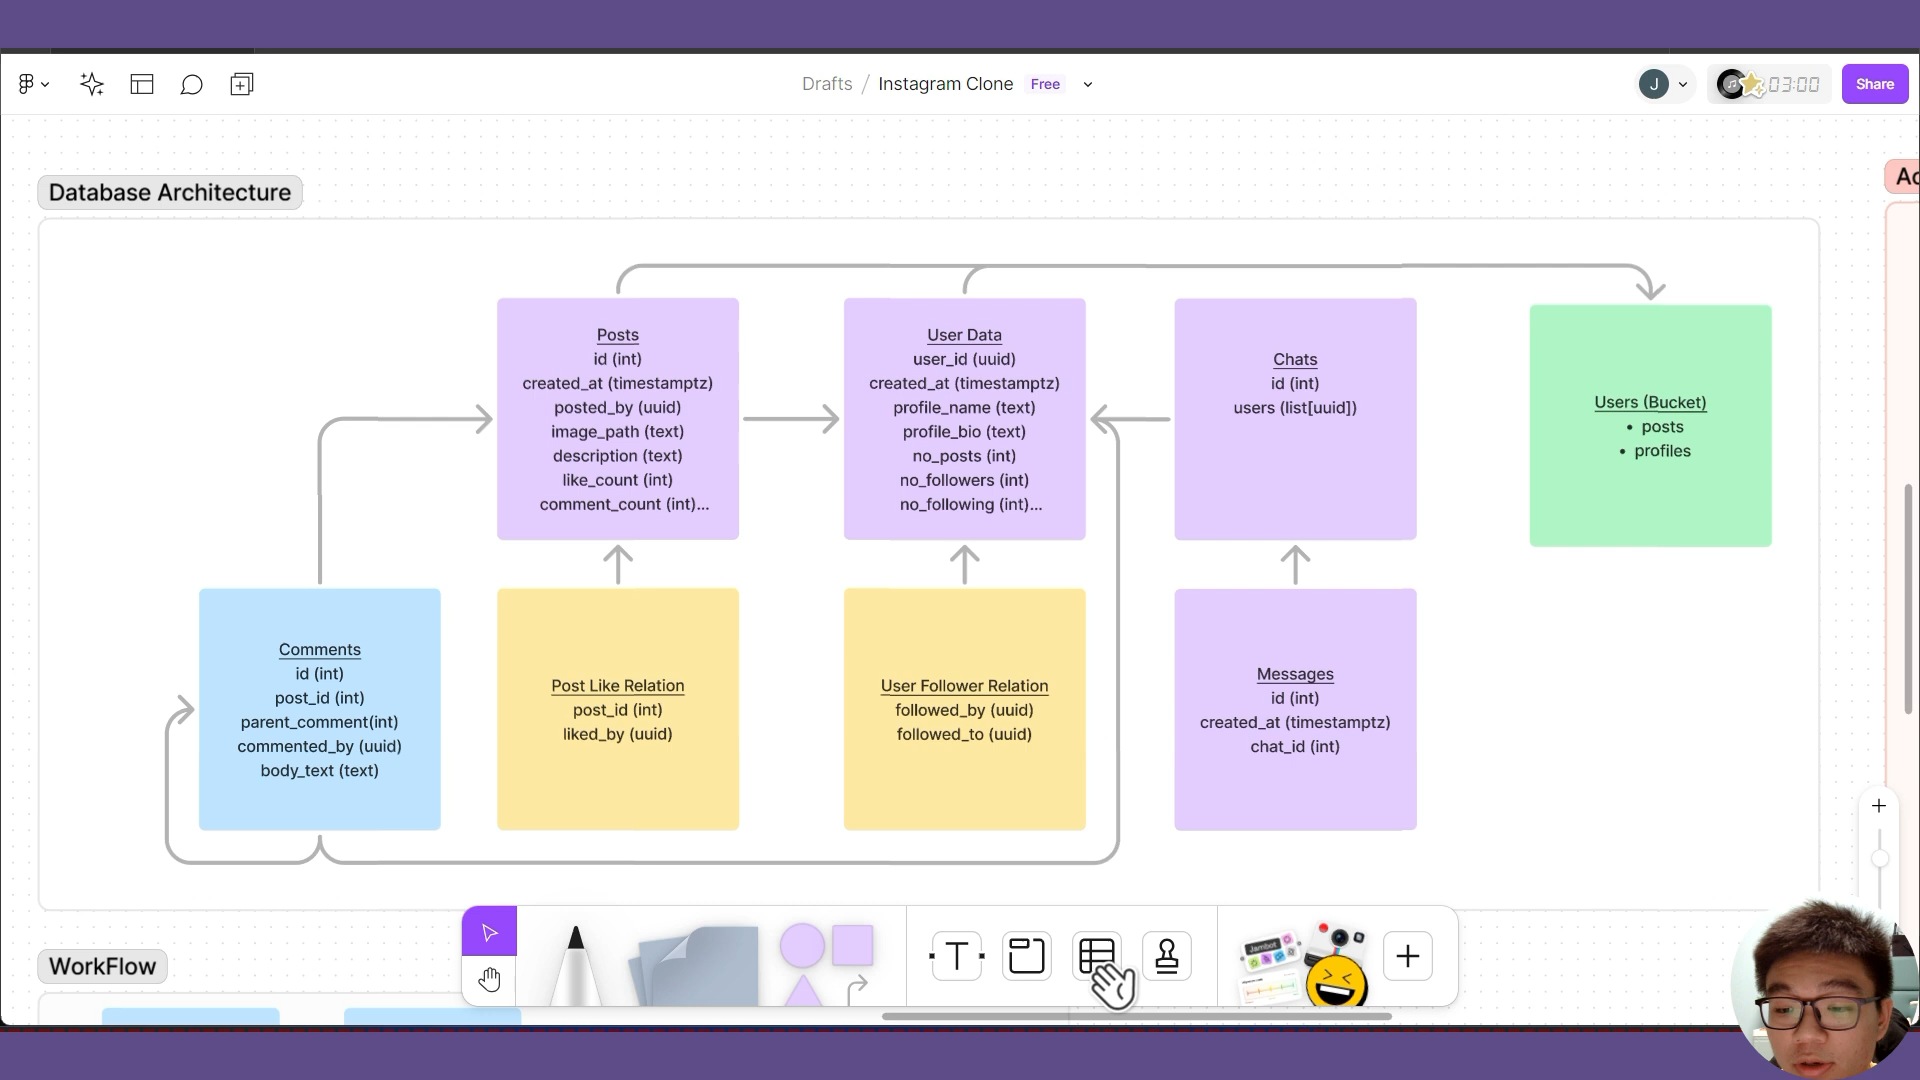 Drafts / Instagram Clone Free
J
03:00
Share
Database Architecture
Ac
Posts
id (int)
created_at (timestamptz)
posted_by (uuid)
image_path (text)
description (text)
like_count (int)
comment_count (int)...
User Data
user_id (uuid)
created_at (timestamptz)
profile_name (text)
profile_bio (text)
no_posts (int)
no_followers (int)
no_following (int)...
Chats
id (int)
users (list[uuid])
Users (Bucket)
• posts
• profiles
Comments
id (int)
post_id (int)
parent_comment(int)
commented_by (uuid)
body_text (text)
Post Like Relation
post_id (int)
liked_by (uuid)
User Follower Relation
followed_by (uuid)
followed_to (uuid)
Messages
id (int)
created_at (timestamptz)
chat_id (int)
WorkFlow
T
Jambot